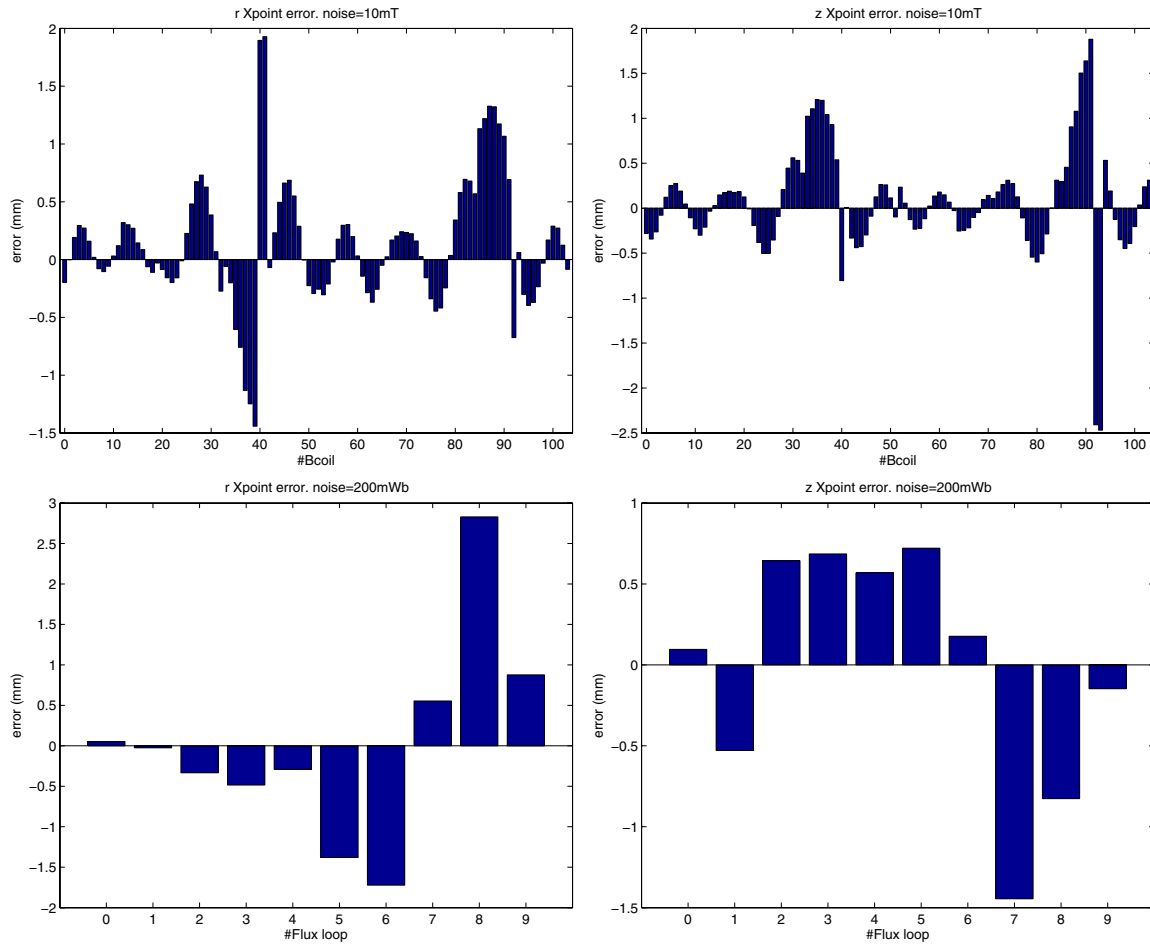 r Xpoint error. noise=10mT
2
1.5
1
0.5
0
−0.5
−1
−1.5
error (mm)
0 10 20 30 40 50 60 70 80 90 100
#Bcoil
z Xpoint error. noise=10mT
2
1.5
1
0.5
0
−0.5
−1
−1.5
−2
−2.5
error (mm)
0 10 20 30 40 50 60 70 80 90 100
#Bcoil
r Xpoint error. noise=200mWb
3
2.5
2
1.5
1
0.5
0
−0.5
−1
−1.5
−2
error (mm)
0 1 2 3 4 5 6 7 8 9
#Flux loop
z Xpoint error. noise=200mWb
1
0.5
0
−0.5
−1
−1.5
error (mm)
0 1 2 3 4 5 6 7 8 9
#Flux loop